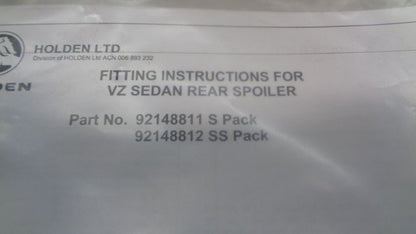 HOLDEN LTD
Division of HOLDEN Ltd ACN 006 893 232
DEN
FITTING INSTRUCTIONS FOR
VZ SEDAN REAR SPOILER
Part No. 92148811 S Pack
92148812 SS Pack